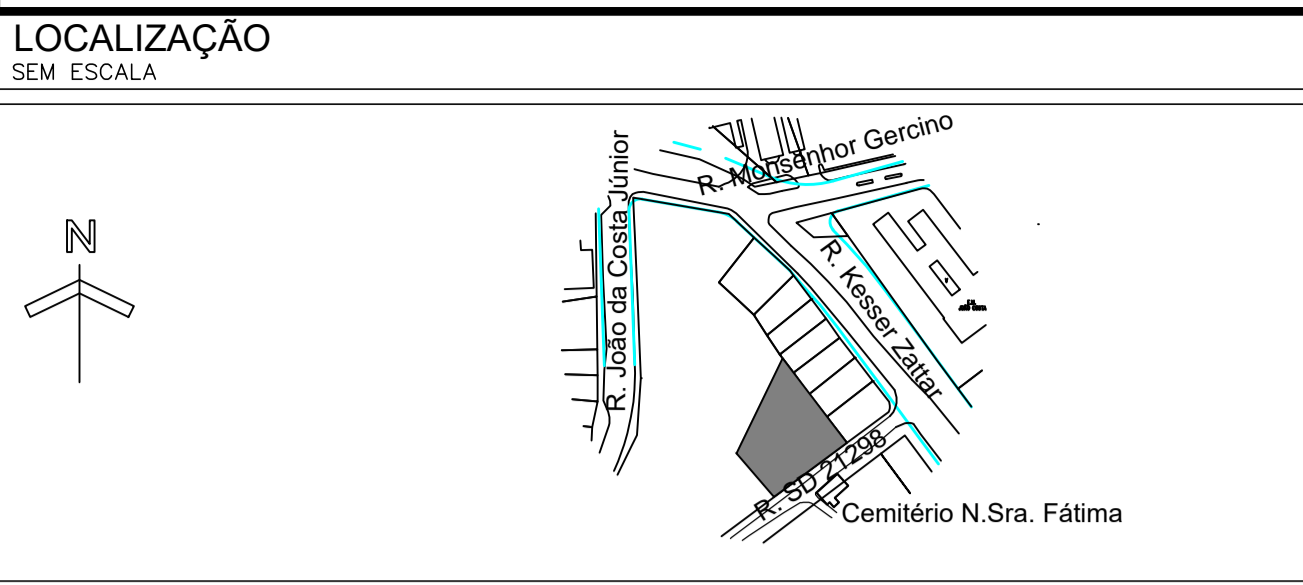 LOCALIZAÇÃO
SEM ESCALA
N
R. João da Costa Júnior
R. Monsenhor Gercino
R. Kesser Zattar
R. SD 21298
Cemitério N.Sra. Fátima